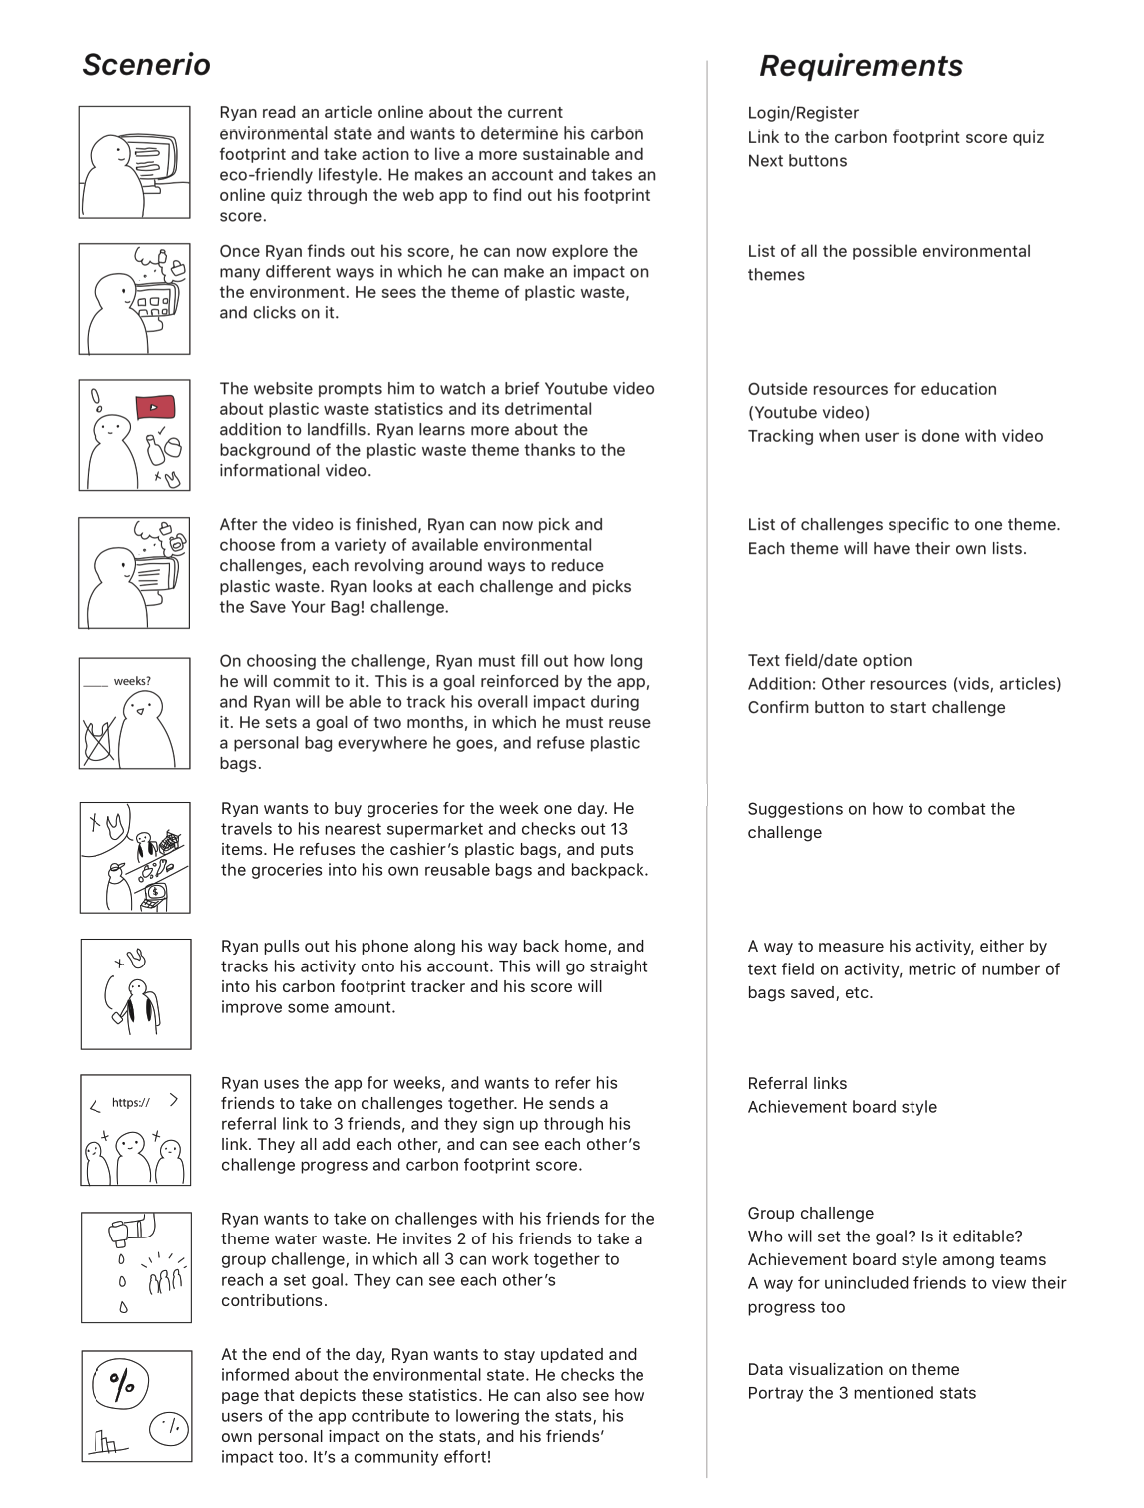 Scenerio
Requirements
Ryan read an article online about the current
environmental state and wants to determine his carbon
footprint and take action to live a more sustainable and
eco-friendly lifestyle. He makes an account and takes an
online quiz through the web app to find out his footprint
score.
Login/Register
Link to the carbon footprint score quiz
Next buttons
Once Ryan finds out his score, he can now explore the
many different ways in which he can make an impact on
the environment. He sees the theme of plastic waste,
and clicks on it.
List of all the possible environmental
themes
The website prompts him to watch a brief Youtube video
about plastic waste statistics and its detrimental
addition to landfills. Ryan learns more about the
background of the plastic waste theme thanks to the
informational video.
Outside resources for education
(Youtube video)
Tracking when user is done with video
After the video is finished, Ryan can now pick and
choose from a variety of available environmental
challenges, each revolving around ways to reduce
plastic waste. Ryan looks at each challenge and picks
the Save Your Bag! challenge.
List of challenges specific to one theme.
Each theme will have their own lists.
____ weeks?
On choosing the challenge, Ryan must fill out how long
he will commit to it. This is a goal reinforced by the app,
and Ryan will be able to track his overall impact during
it. He sets a goal of two months, in which he must reuse
a personal bag everywhere he goes, and refuse plastic
bags.
Text field/date option
Addition: Other resources (vids, articles)
Confirm button to start challenge
$
Ryan wants to buy groceries for the week one day. He
travels to his nearest supermarket and checks out 13
items. He refuses the cashier's plastic bags, and puts
the groceries into his own reusable bags and backpack.
Suggestions on how to combat the
challenge
Ryan pulls out his phone along his way back home, and
tracks his activity onto his account. This will go straight
into his carbon footprint tracker and his score will
improve some amount.
A way to measure his activity, either by
text field on activity, metric of number of
bags saved, etc.
< https:// >
Ryan uses the app for weeks, and wants to refer his
friends to take on challenges together. He sends a
referral link to 3 friends, and they sign up through his
link. They all add each other, and can see each other's
challenge progress and carbon footprint score.
Referral links
Achievement board style
Ryan wants to take on challenges with his friends for the
theme water waste. He invites 2 of his friends to take a
group challenge, in which all 3 can work together to
reach a set goal. They can see each other's
contributions.
Group challenge
Who will set the goal? Is it editable?
Achievement board style among teams
A way for unincluded friends to view their
progress too
%
%
At the end of the day, Ryan wants to stay updated and
informed about the environmental state. He checks the
page that depicts these statistics. He can also see how
users of the app contribute to lowering the stats, his
own personal impact on the stats, and his friends'
impact too. It's a community effort!
Data visualization on theme
Portray the 3 mentioned stats